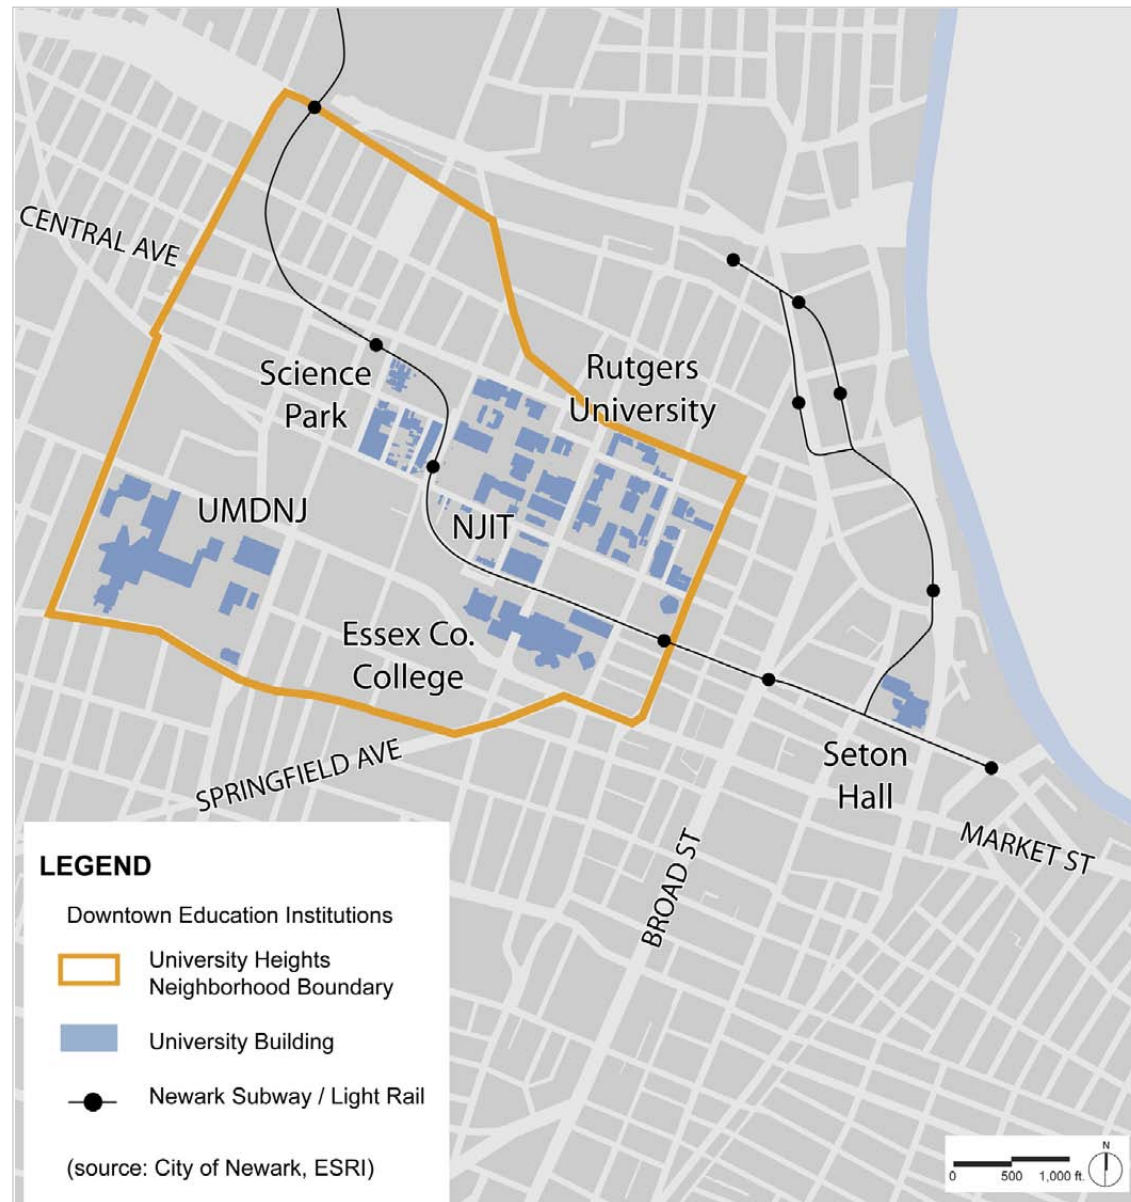 CENTRAL AVE
Science
Park
Rutgers
University
UMDNJ
NJIT
Essex Co.
College
SPRINGFIELD AVE
Seton
Hall
BROAD ST
MARKET ST
LEGEND
Downtown Education Institutions
University Heights
Neighborhood Boundary
University Building
Newark Subway / Light Rail
(source: City of Newark, ESRI)
N
0 500 1,000 ft.